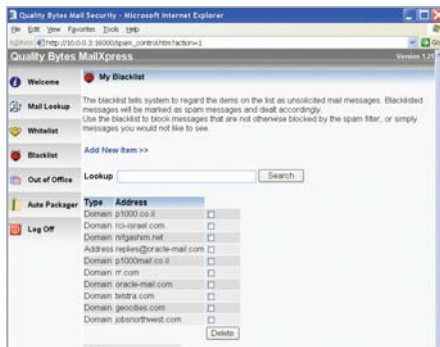 Quality Bytes Mail Security - Microsoft Internet Explorer
File Edit View Favorites Tools Help
http://10.0.0.3:16000/spam_control.htm?action=1 Go
Quality Bytes MailXpress Version 1.21
Welcome
Mail Lookup
Whitelist
Blacklist
Out of Office
Auto Packager
Log Off
My Blacklist
The blacklist tells system to regard the items on the list as unsolicited mail messages. Blacklisted
messages will be marked as spam messages and dealt accordingly.
Use the blacklist to block messages that are not otherwise blocked by the spam filter, or simply
messages you would not like to see.
Add New Item >>
Lookup Search
Type Address
Domain p1000.co.il
Domain rci-israel.com
Domain nifgashim.net
Address replies@oracle-mail.com
Domain p1000mail.co.il
Domain rr.com
Domain oracle-mail.com
Domain telstra.com
Domain geocities.com
Domain jobsnorthwest.com
Delete